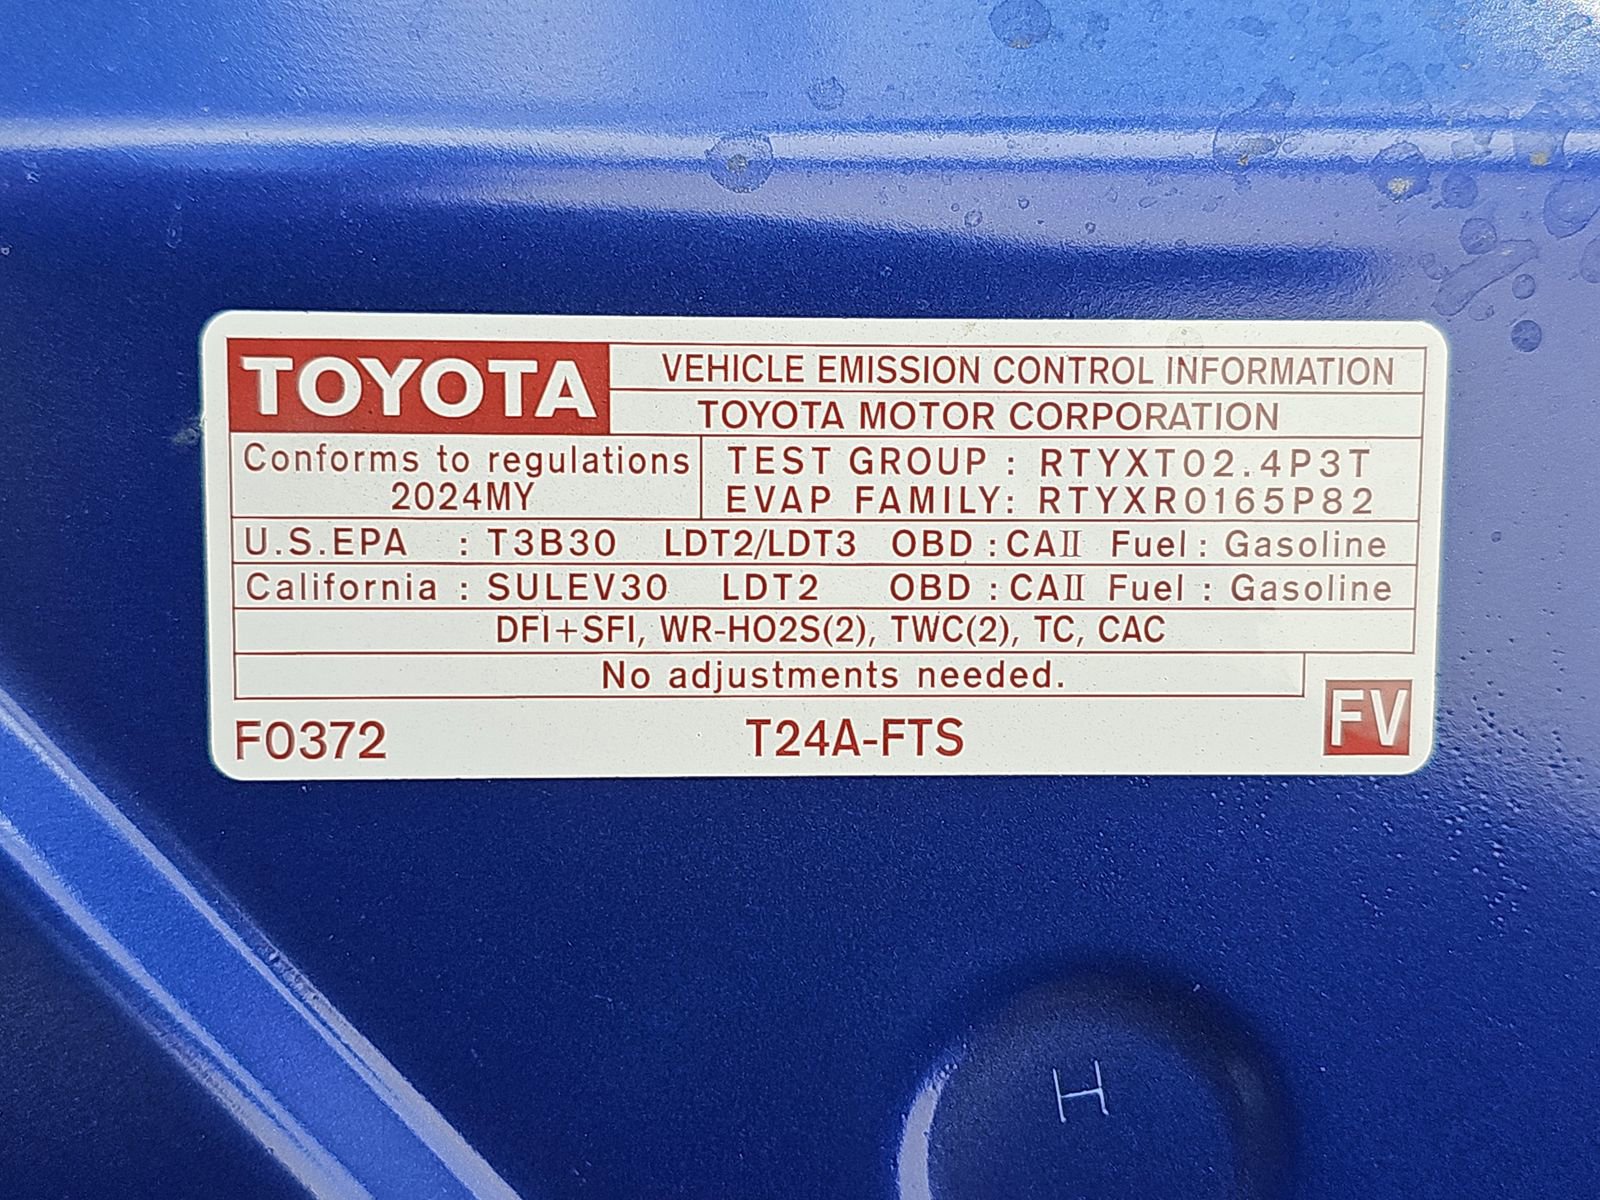 TOYOTA
VEHICLE EMISSION CONTROL INFORMATION
TOYOTA MOTOR CORPORATION
Conforms to regulations
2024MY
TEST GROUP : RTYXT02.4P3T
EVAP FAMILY: RTYXR0165P82
U.S.EPA : T3B30 LDT2/LDT3 OBD : CAⅡ Fuel : Gasoline
California : SULEV30 LDT2 OBD : CAⅡ Fuel : Gasoline
DFI+SFI, WR-HO2S(2), TWC(2), TC, CAC
No adjustments needed.
F0372 T24A-FTS FV
H